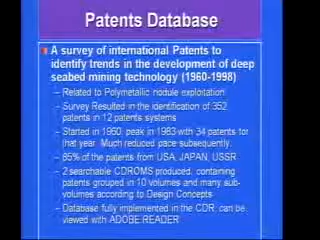 Patents Database
A survey of international Patents to
identify trends in the development of deep
seabed mining technology (1960-1998)
– Related to Polymetallic nodule exploitation
– Survey Resulted in the identification of 352
patents in 12 patents systems
– Started in 1960, peak in 1983 with 34 patents for
that year. Much reduced pace subsequently.
– 85% of the patents from USA, JAPAN, USSR
– 2 searchable CDROMS produced, containing
patents grouped in 10 volumes and many sub-
volumes according to Design Concepts
– Database fully implemented in the CDR, can be
viewed with ADOBE READER